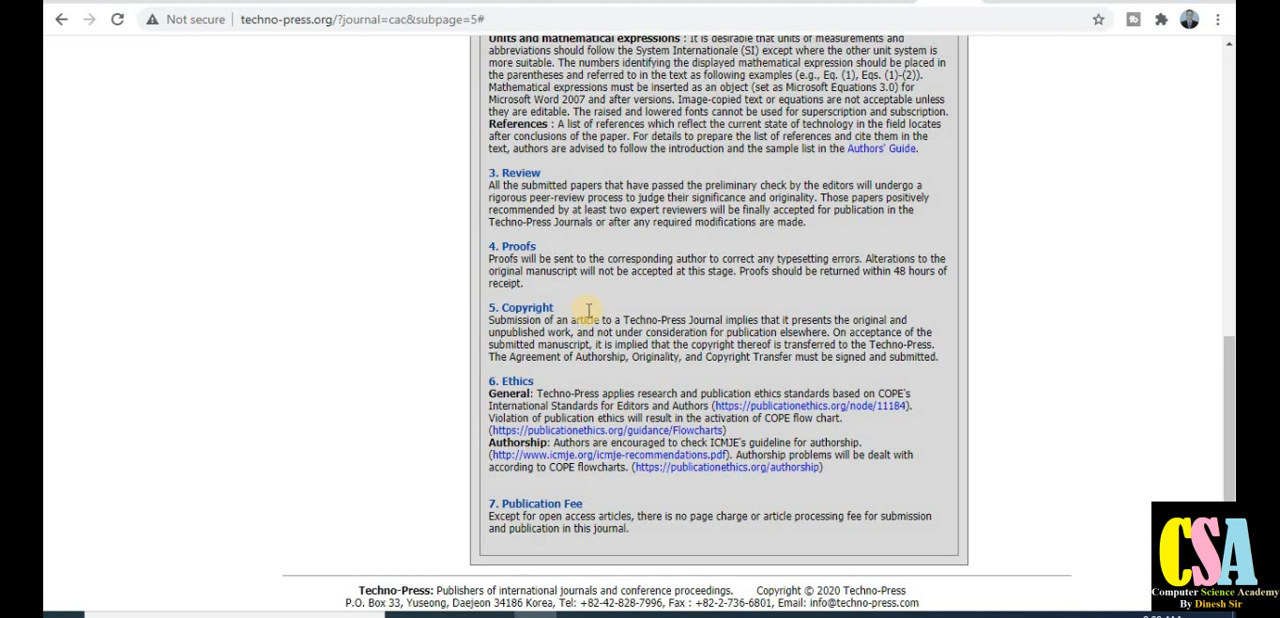 Not secure | techno-press.org/?journal=cac&subpage=5#
Units and mathematical expressions : It is desirable that units of measurements and
abbreviations should follow the System Internationale (SI) except where the other unit system is
more suitable. The numbers identifying the displayed mathematical expression should be placed in
the parentheses and referred to in the text as following examples (e.g., Eq. (1), Eqs. (1)-(2)).
Mathematical expressions must be inserted as an object (set as Microsoft Equations 3.0) for
Microsoft Word 2007 and after versions. Image-copied text or equations are not acceptable unless
they are editable. The raised and lowered fonts cannot be used for superscription and subscription.
References : A list of references which reflect the current state of technology in the field locates
after conclusions of the paper. For details to prepare the list of references and cite them in the
text, authors are advised to follow the introduction and the sample list in the Authors' Guide.
3. Review
All the submitted papers that have passed the preliminary check by the editors will undergo a
rigorous peer-review process to judge their significance and originality. Those papers positively
recommended by at least two expert reviewers will be finally accepted for publication in the
Techno-Press Journals or after any required modifications are made.
4. Proofs
Proofs will be sent to the corresponding author to correct any typesetting errors. Alterations to the
original manuscript will not be accepted at this stage. Proofs should be returned within 48 hours of
receipt.
5. Copyright
Submission of an article to a Techno-Press Journal implies that it presents the original and
unpublished work, and not under consideration for publication elsewhere. On acceptance of the
submitted manuscript, it is implied that the copyright thereof is transferred to the Techno-Press.
The Agreement of Authorship, Originality, and Copyright Transfer must be signed and submitted.
6. Ethics
General: Techno-Press applies research and publication ethics standards based on COPE's
International Standards for Editors and Authors (https://publicationethics.org/node/11184).
Violation of publication ethics will result in the activation of COPE flow chart.
(https://publicationethics.org/guidance/Flowcharts)
Authorship: Authors are encouraged to check ICMJE's guideline for authorship.
(http://www.icmje.org/icmje-recommendations.pdf). Authorship problems will be dealt with
according to COPE flowcharts. (https://publicationethics.org/authorship)
7. Publication Fee
Except for open access articles, there is no page charge or article processing fee for submission
and publication in this journal.
Techno-Press: Publishers of international journals and conference proceedings. Copyright © 2020 Techno-Press
P.O. Box 33, Yuseong, Daejeon 34186 Korea, Tel: +82-42-828-7996, Fax : +82-2-736-6801, Email: info@techno-press.com
CSA
Computer Science Academy
By Dinesh Sir